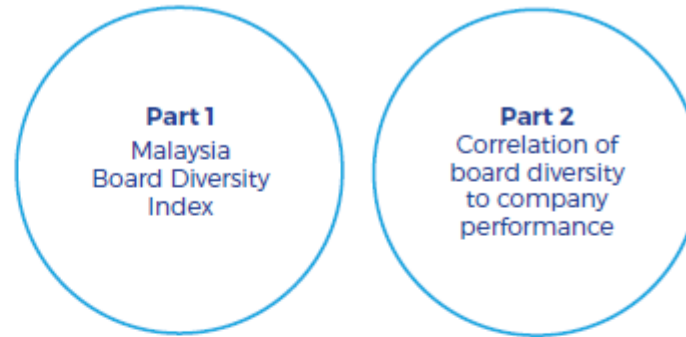 Part 1
Malaysia
Board Diversity
Index
Part 2
Correlation of
board diversity
to company
performance